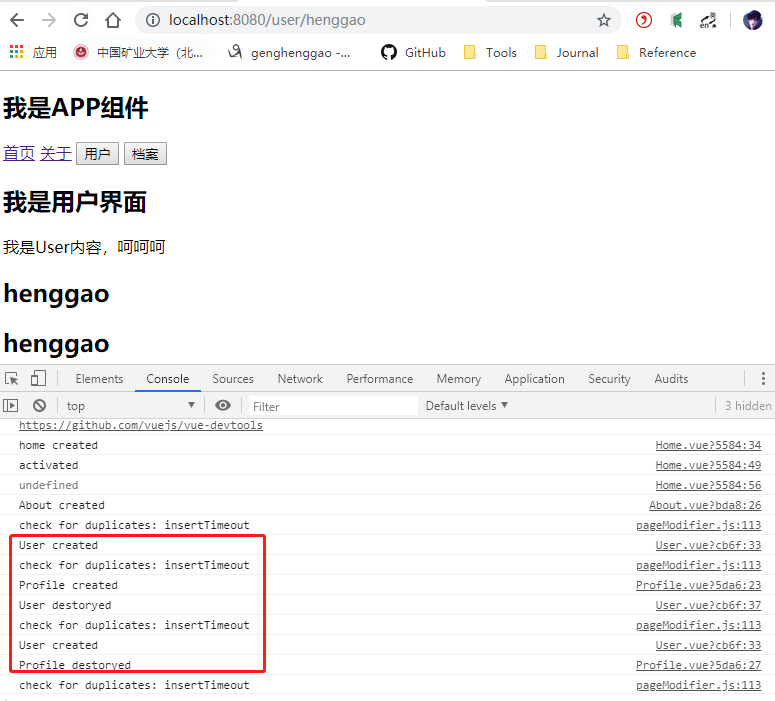 localhost:8080/user/henggao
应用 中国矿业大学（北... genghenggao -... GitHub Tools Journal Reference
我是APP组件
首页 关于 用户 档案
我是用户界面
我是User内容，呵呵呵
henggao
henggao
Elements Console Sources Network Performance Memory Application Security Audits
top Filter Default levels 3 hidden
https://github.com/vuejs/vue-devtools
home created Home.vue?5584:34
activated Home.vue?5584:49
undefined Home.vue?5584:56
About created About.vue?bda8:26
check for duplicates: insertTimeout pageModifier.js:113
User created User.vue?cb6f:33
check for duplicates: insertTimeout pageModifier.js:113
Profile created Profile.vue?5da6:23
User destoryed User.vue?cb6f:37
check for duplicates: insertTimeout pageModifier.js:113
User created User.vue?cb6f:33
Profile destoryed Profile.vue?5da6:27
check for duplicates: insertTimeout pageModifier.js:113